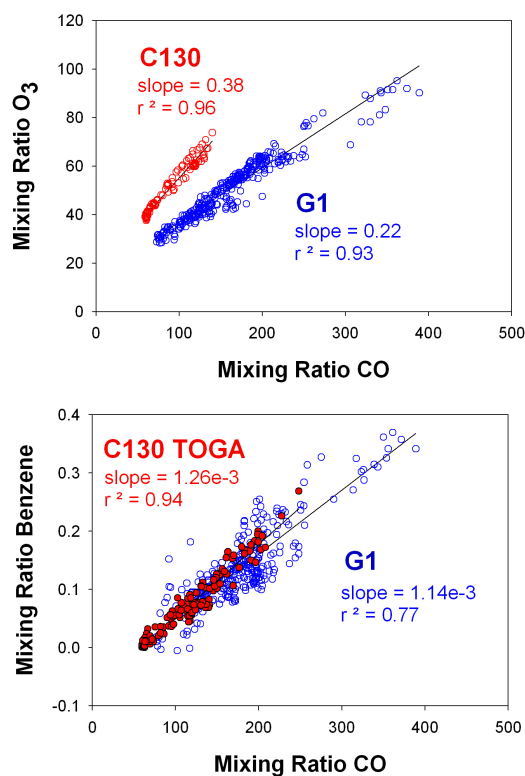 120
100
80
60
40
20
0
Mixing Ratio O₃
C130
slope = 0.38
r ² = 0.96
G1
slope = 0.22
r ² = 0.93
0 100 200 300 400 500
Mixing Ratio CO
0.4
0.3
0.2
0.1
0.0
-0.1
Mixing Ratio Benzene
C130 TOGA
slope = 1.26e-3
r ² = 0.94
G1
slope = 1.14e-3
r ² = 0.77
0 100 200 300 400 500
Mixing Ratio CO